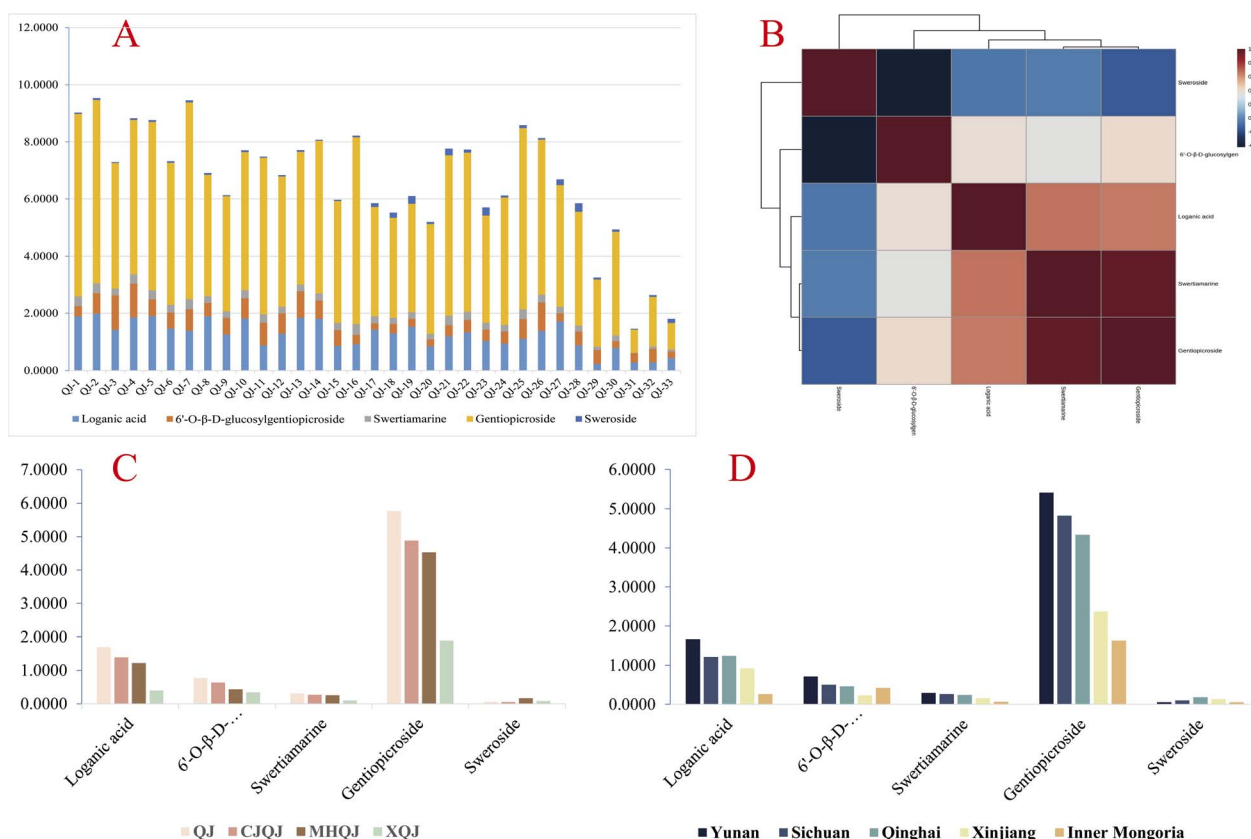 A
12.0000
10.0000
8.0000
6.0000
4.0000
2.0000
0.0000
QJ-1 QJ-2 QJ-3 QJ-4 QJ-5 QJ-6 QJ-7 QJ-8 QJ-9 QJ-10 QJ-11 QJ-12 QJ-13 QJ-14 QJ-15 QJ-16 QJ-17 QJ-18 QJ-19 QJ-20 QJ-21 QJ-22 QJ-23 QJ-24 QJ-25 QJ-26 QJ-27 QJ-28 QJ-29 QJ-30 QJ-31 QJ-32 QJ-33
Loganic acid 6'-O-β-D-glucosylgentiopicroside Swertiamarine Gentiopicroside Sweroside
B
Sweroside
6'-O-β-D-glucosylgen
Loganic acid
Swertiamarine
Gentiopicroside
Sweroside 6'-O-β-D-glucosylgen Loganic acid Swertiamarine Gentiopicroside
C
7.0000
6.0000
5.0000
4.0000
3.0000
2.0000
1.0000
0.0000
Loganic acid 6'-O-β-D-... Swertiamarine Gentiopicroside Sweroside
QJ CJQJ MHQJ XQJ
D
6.0000
5.0000
4.0000
3.0000
2.0000
1.0000
0.0000
Loganic acid 6'-O-β-D-... Swertiamarine Gentiopicroside Sweroside
Yunan Sichuan Qinghai Xinjiang Inner Mongoria